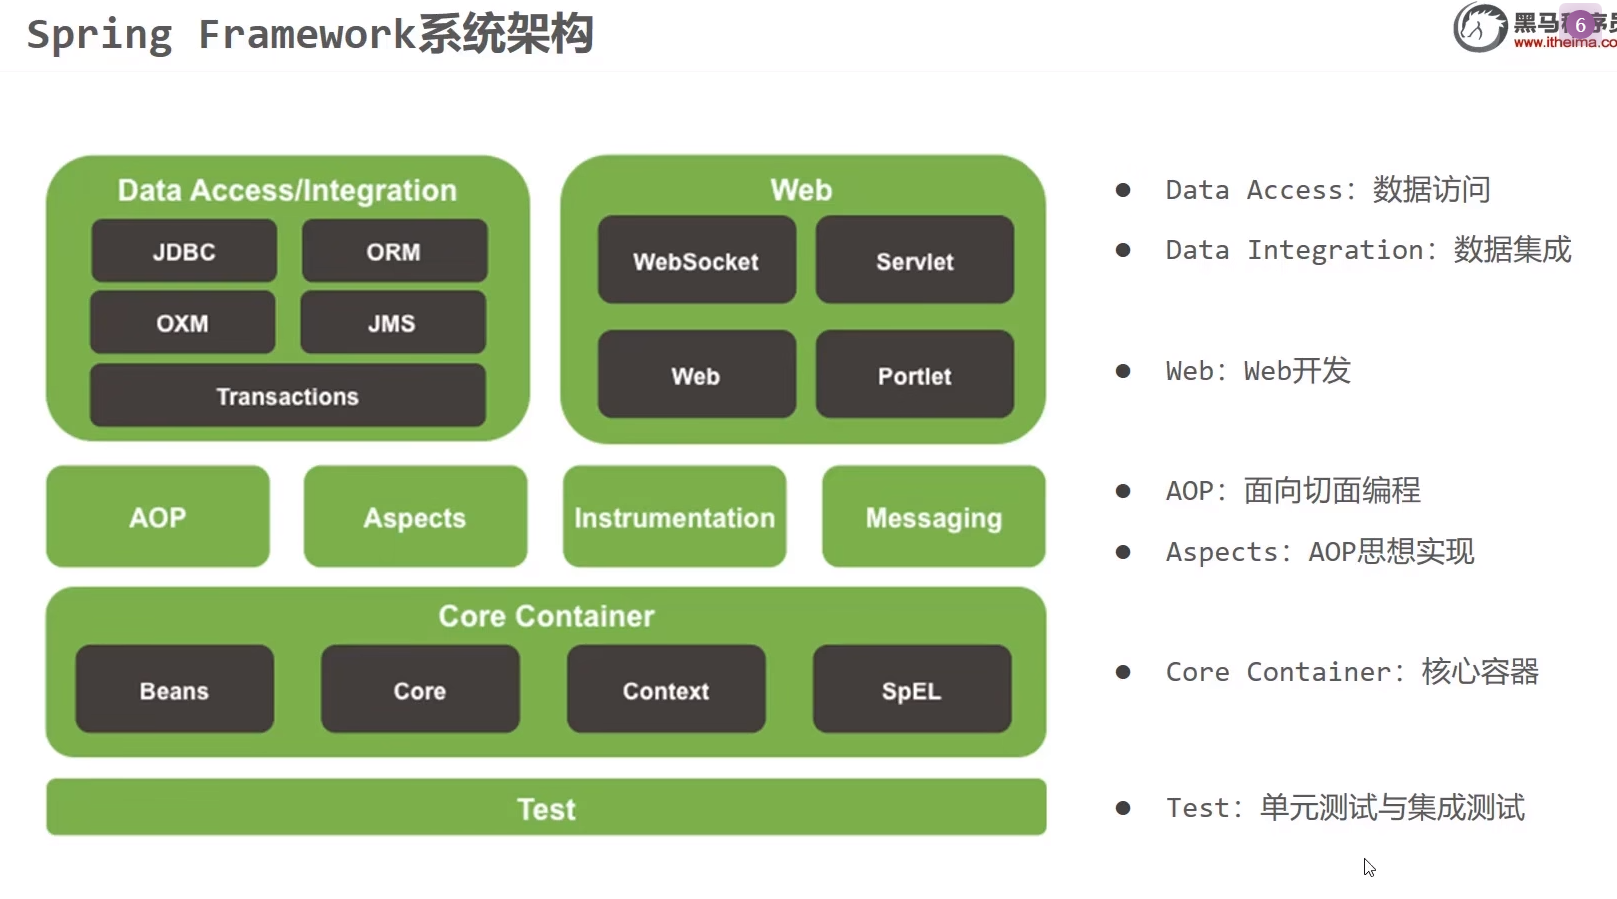 Spring Framework系统架构
黑马程序员
www.itheima.co
6
Data Access/Integration
JDBC
ORM
OXM
JMS
Transactions
Web
WebSocket
Servlet
Web
Portlet
AOP
Aspects
Instrumentation
Messaging
Core Container
Beans
Core
Context
SpEL
Test
Data Access：数据访问
Data Integration：数据集成
Web：Web开发
AOP：面向切面编程
Aspects：AOP思想实现
Core Container：核心容器
Test：单元测试与集成测试